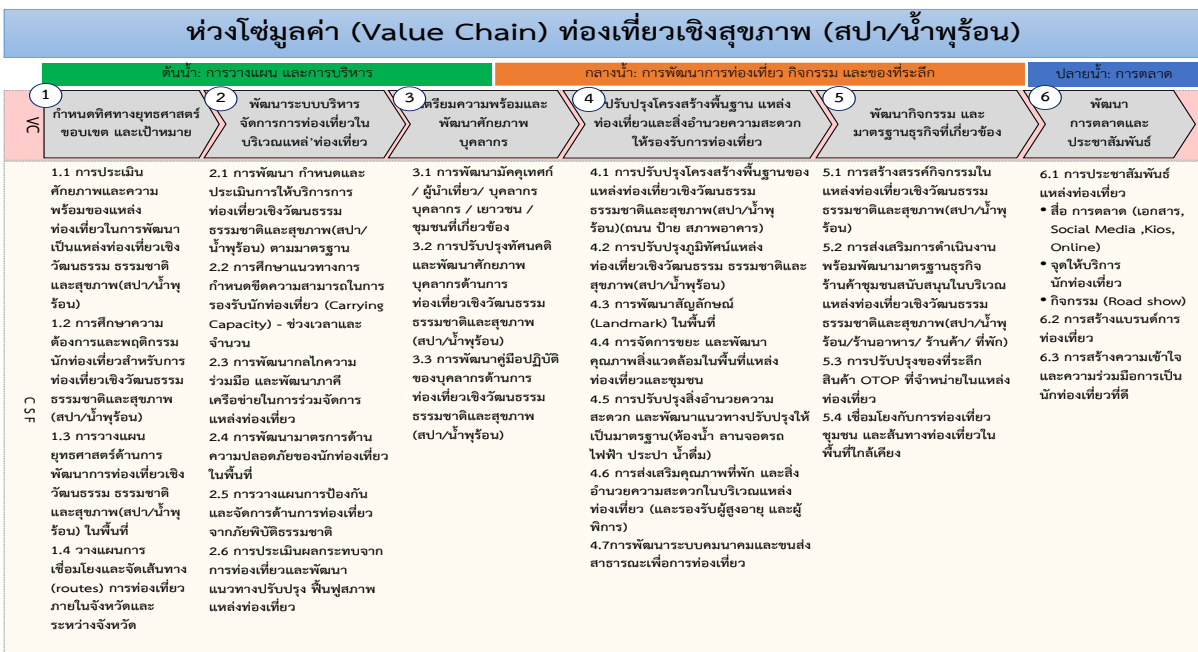 ห่วงโซ่มูลค่า (Value Chain) ท่องเที่ยวเชิงสุขภาพ (สปา/น้ำพุร้อน)
ต้นน้ำ: การวางแผน และการบริหาร
กลางน้ำ: การพัฒนาการท่องเที่ยว กิจกรรม และของที่ระลึก
ปลายน้ำ: การตลาด
VC
1
กำหนดทิศทางยุทธศาสตร์
ขอบเขต และเป้าหมาย
2
พัฒนาระบบบริหาร
จัดการการท่องเที่ยวใน
บริเวณแหล่'ท่องเที่ยว
3
เตรียมความพร้อมและ
พัฒนาศักยภาพ
บุคลากร
4
ปรับปรุงโครงสร้างพื้นฐาน แหล่ง
ท่องเที่ยวและสิ่งอำนวยความสะดวก
ให้รองรับการท่องเที่ยว
5
พัฒนากิจกรรม และ
มาตรฐานธุรกิจที่เกี่ยวข้อง
6
พัฒนา
การตลาดและ
ประชาสัมพันธ์
CSF
1.1 การประเมิน
ศักยภาพและความ
พร้อมของแหล่ง
ท่องเที่ยวในการพัฒนา
เป็นแหล่งท่องเที่ยวเชิง
วัฒนธรรม ธรรมชาติ
และสุขภาพ(สปา/น้ำพุ
ร้อน)
1.2 การศึกษาความ
ต้องการและพฤติกรรม
นักท่องเที่ยวสำหรับการ
ท่องเที่ยวเชิงวัฒนธรรม
ธรรมชาติและสุขภาพ
(สปา/น้ำพุร้อน)
1.3 การวางแผน
ยุทธศาสตร์ด้านการ
พัฒนาการท่องเที่ยวเชิง
วัฒนธรรม ธรรมชาติ
และสุขภาพ(สปา/น้ำพุ
ร้อน) ในพื้นที่
1.4 วางแผนการ
เชื่อมโยงและจัดเส้นทาง
(routes) การท่องเที่ยว
ภายในจังหวัดและ
ระหว่างจังหวัด
2.1 การพัฒนา กำหนดและ
ประเมินการให้บริการการ
ท่องเที่ยวเชิงวัฒนธรรม
ธรรมชาติและสุขภาพ(สปา/
น้ำพุร้อน) ตามมาตรฐาน
2.2 การศึกษาแนวทางการ
กำหนดขีดความสามารถในการ
รองรับนักท่องเที่ยว (Carrying
Capacity) - ช่วงเวลาและ
จำนวน
2.3 การพัฒนากลไกความ
ร่วมมือ และพัฒนาภาคี
เครือข่ายในการร่วมจัดการ
แหล่งท่องเที่ยว
2.4 การพัฒนามาตรการด้าน
ความปลอดภัยของนักท่องเที่ยว
ในพื้นที่
2.5 การวางแผนการป้องกัน
และจัดการด้านการท่องเที่ยว
จากภัยพิบัติธรรมชาติ
2.6 การประเมินผลกระทบจาก
การท่องเที่ยวและพัฒนา
แนวทางปรับปรุง ฟื้นฟูสภาพ
แหล่งท่องเที่ยว
3.1 การพัฒนามัคคุเทศก์
/ ผู้นำเที่ยว/ บุคลากร
บุคลากร / เยาวชน /
ชุมชนที่เกี่ยวข้อง
3.2 การปรับปรุงทัศนคติ
และพัฒนาศักยภาพ
บุคลากรด้านการ
ท่องเที่ยวเชิงวัฒนธรรม
ธรรมชาติและสุขภาพ
(สปา/น้ำพุร้อน)
3.3 การพัฒนาคู่มือปฏิบัติ
ของบุคลากรด้านการ
ท่องเที่ยวเชิงวัฒนธรรม
ธรรมชาติและสุขภาพ
(สปา/น้ำพุร้อน)
4.1 การปรับปรุงโครงสร้างพื้นฐานของ
แหล่งท่องเที่ยวเชิงวัฒนธรรม
ธรรมชาติและสุขภาพ(สปา/น้ำพุ
ร้อน)(ถนน ป้าย สภาพอาคาร)
4.2 การปรับปรุงภูมิทัศน์แหล่ง
ท่องเที่ยวเชิงวัฒนธรรม ธรรมชาติและ
สุขภาพ(สปา/น้ำพุร้อน)
4.3 การพัฒนาสัญลักษณ์
(Landmark) ในพื้นที่
4.4 การจัดการขยะ และพัฒนา
คุณภาพสิ่งแวดล้อมในพื้นที่แหล่ง
ท่องเที่ยวและชุมชน
4.5 การปรับปรุงสิ่งอำนวยความ
สะดวก และพัฒนาแนวทางปรับปรุงให้
เป็นมาตรฐาน(ห้องน้ำ ลานจอดรถ
ไฟฟ้า ประปา น้ำดื่ม)
4.6 การส่งเสริมคุณภาพที่พัก และสิ่ง
อำนวยความสะดวกในบริเวณแหล่ง
ท่องเที่ยว (และรองรับผู้สูงอายุ และผู้
พิการ)
4.7การพัฒนาระบบคมนาคมและขนส่ง
สาธารณะเพื่อการท่องเที่ยว
5.1 การสร้างสรรค์กิจกรรมใน
แหล่งท่องเที่ยวเชิงวัฒนธรรม
ธรรมชาติและสุขภาพ(สปา/น้ำพุ
ร้อน)
5.2 การส่งเสริมการดำเนินงาน
พร้อมพัฒนามาตรฐานธุรกิจ
ร้านค้าชุมชนสนับสนุนในบริเวณ
แหล่งท่องเที่ยวเชิงวัฒนธรรม
ธรรมชาติและสุขภาพ(สปา/น้ำพุ
ร้อน/ร้านอาหาร/ ร้านค้า/ ที่พัก)
5.3 การปรับปรุงของที่ระลึก
สินค้า OTOP ที่จำหน่ายในแหล่ง
ท่องเที่ยว
5.4 เชื่อมโยงกับการท่องเที่ยว
ชุมชน และส้นทางท่องเที่ยวใน
พื้นที่ใกล้เคียง
6.1 การประชาสัมพันธ์
แหล่งท่องเที่ยว
• สื่อ การตลาด (เอกสาร,
Social Media ,Kios,
Online)
• จุดให้บริการ
นักท่องเที่ยว
• กิจกรรม (Road show)
6.2 การสร้างแบรนด์การ
ท่องเที่ยว
6.3 การสร้างความเข้าใจ
และความร่วมมือการเป็น
นักท่องเที่ยวที่ดี